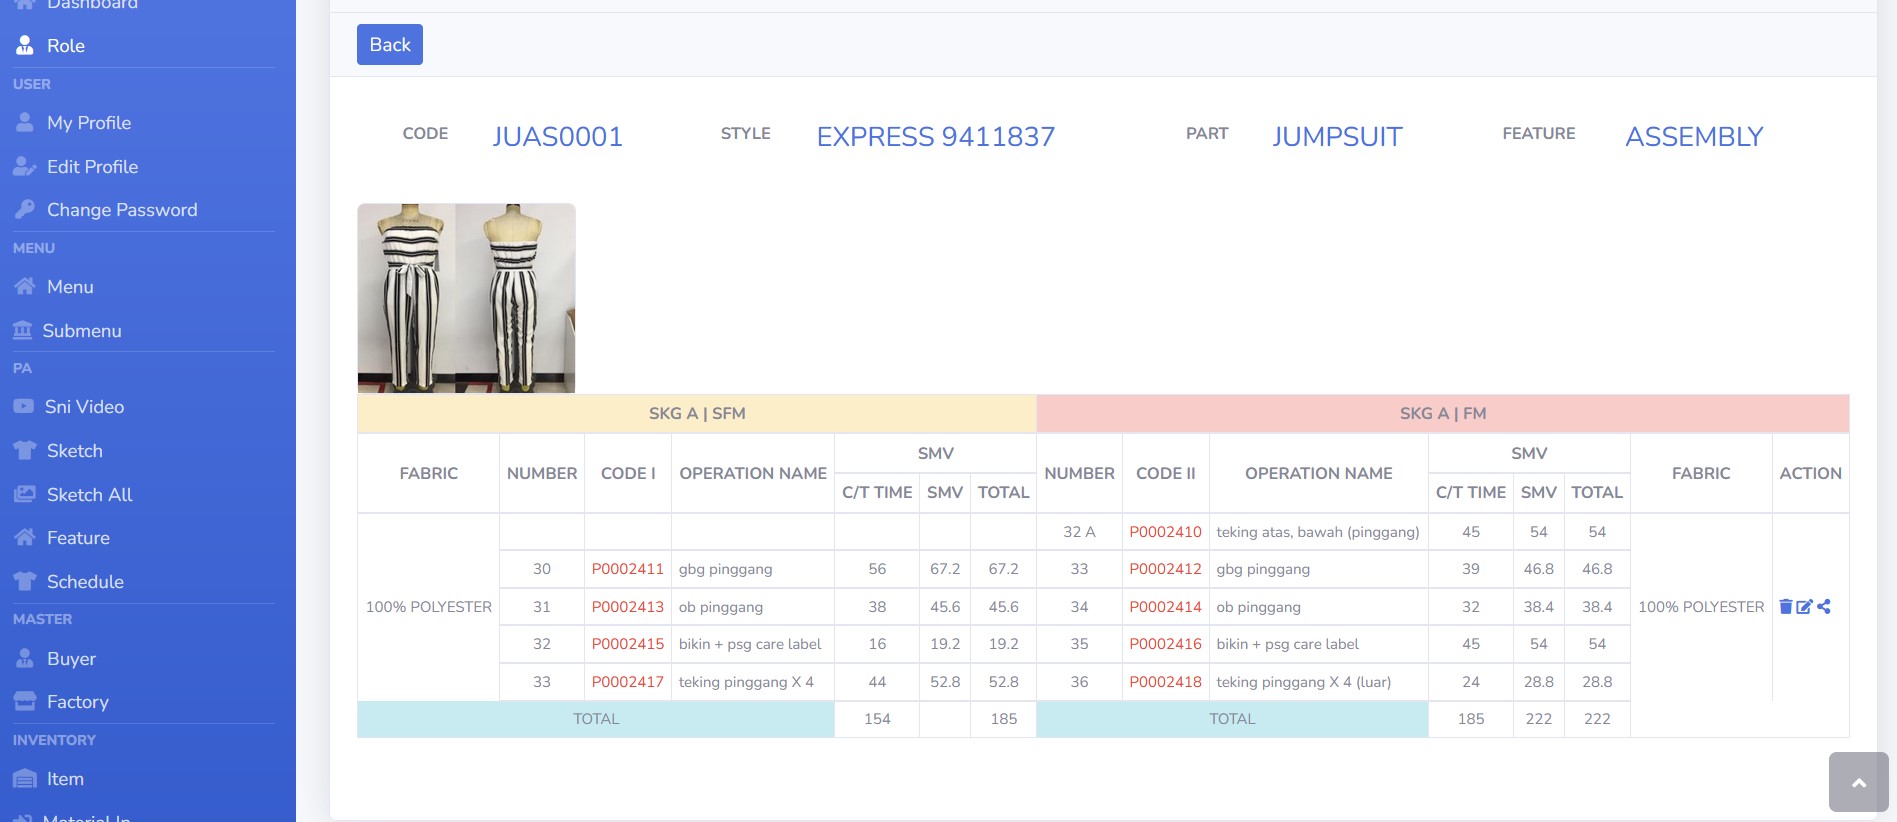 Dashboard
Role
USER
My Profile
Edit Profile
Change Password
MENU
Menu
Submenu
PA
Sni Video
Sketch
Sketch All
Feature
Schedule
MASTER
Buyer
Factory
INVENTORY
Item
Material In
Back
CODE JUAS0001 STYLE EXPRESS 9411837 PART JUMPSUIT FEATURE ASSEMBLY
SKG A | SFM SKG A | FM
FABRIC NUMBER CODE I OPERATION NAME SMV NUMBER CODE II OPERATION NAME SMV FABRIC ACTION
C/T TIME SMV TOTAL C/T TIME SMV TOTAL
32 A P0002410 teking atas, bawah (pinggang) 45 54 54
30 P0002411 gbg pinggang 56 67.2 67.2 33 P0002412 gbg pinggang 39 46.8 46.8
100% POLYESTER 31 P0002413 ob pinggang 38 45.6 45.6 34 P0002414 ob pinggang 32 38.4 38.4 100% POLYESTER
32 P0002415 bikin + psg care label 16 19.2 19.2 35 P0002416 bikin + psg care label 45 54 54
33 P0002417 teking pinggang X 4 44 52.8 52.8 36 P0002418 teking pinggang X 4 (luar) 24 28.8 28.8
TOTAL 154 185 TOTAL 185 222 222